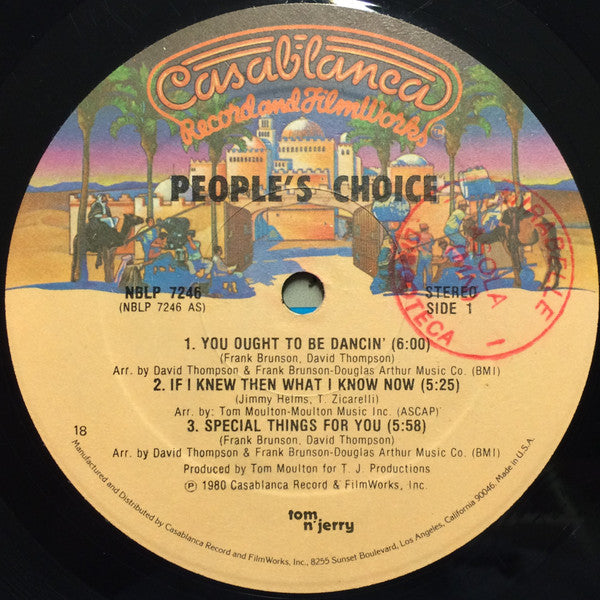 Casablanca
Record and FilmWorks
PEOPLE'S CHOICE
NBLP 7246
(NBLP 7246 AS)
STEREO
SIDE 1
1. YOU OUGHT TO BE DANCIN' (6:00)
(Frank Brunson, David Thompson)
Arr. by David Thompson & Frank Brunson-Douglas Arthur Music Co. (BMI)
2. IF I KNEW THEN WHAT I KNOW NOW (5:25)
(Jimmy Helms, T. Zicarelli)
Arr. by: Tom Moulton-Moulton Music Inc. (ASCAP)
3. SPECIAL THINGS FOR YOU (5:58)
(Frank Brunson, David Thompson)
18
Arr. by David Thompson & Frank Brunson-Douglas Arthur Music Co. (BMI)
Produced by Tom Moulton for T. J. Productions
℗ 1980 Casablanca Record & FilmWorks, Inc.
tom
n' jerry
Manufactured and Distributed by Casablanca Record and FilmWorks, Inc., 8255 Sunset Boulevard, Los Angeles, California 90046. Made in U.S.A.